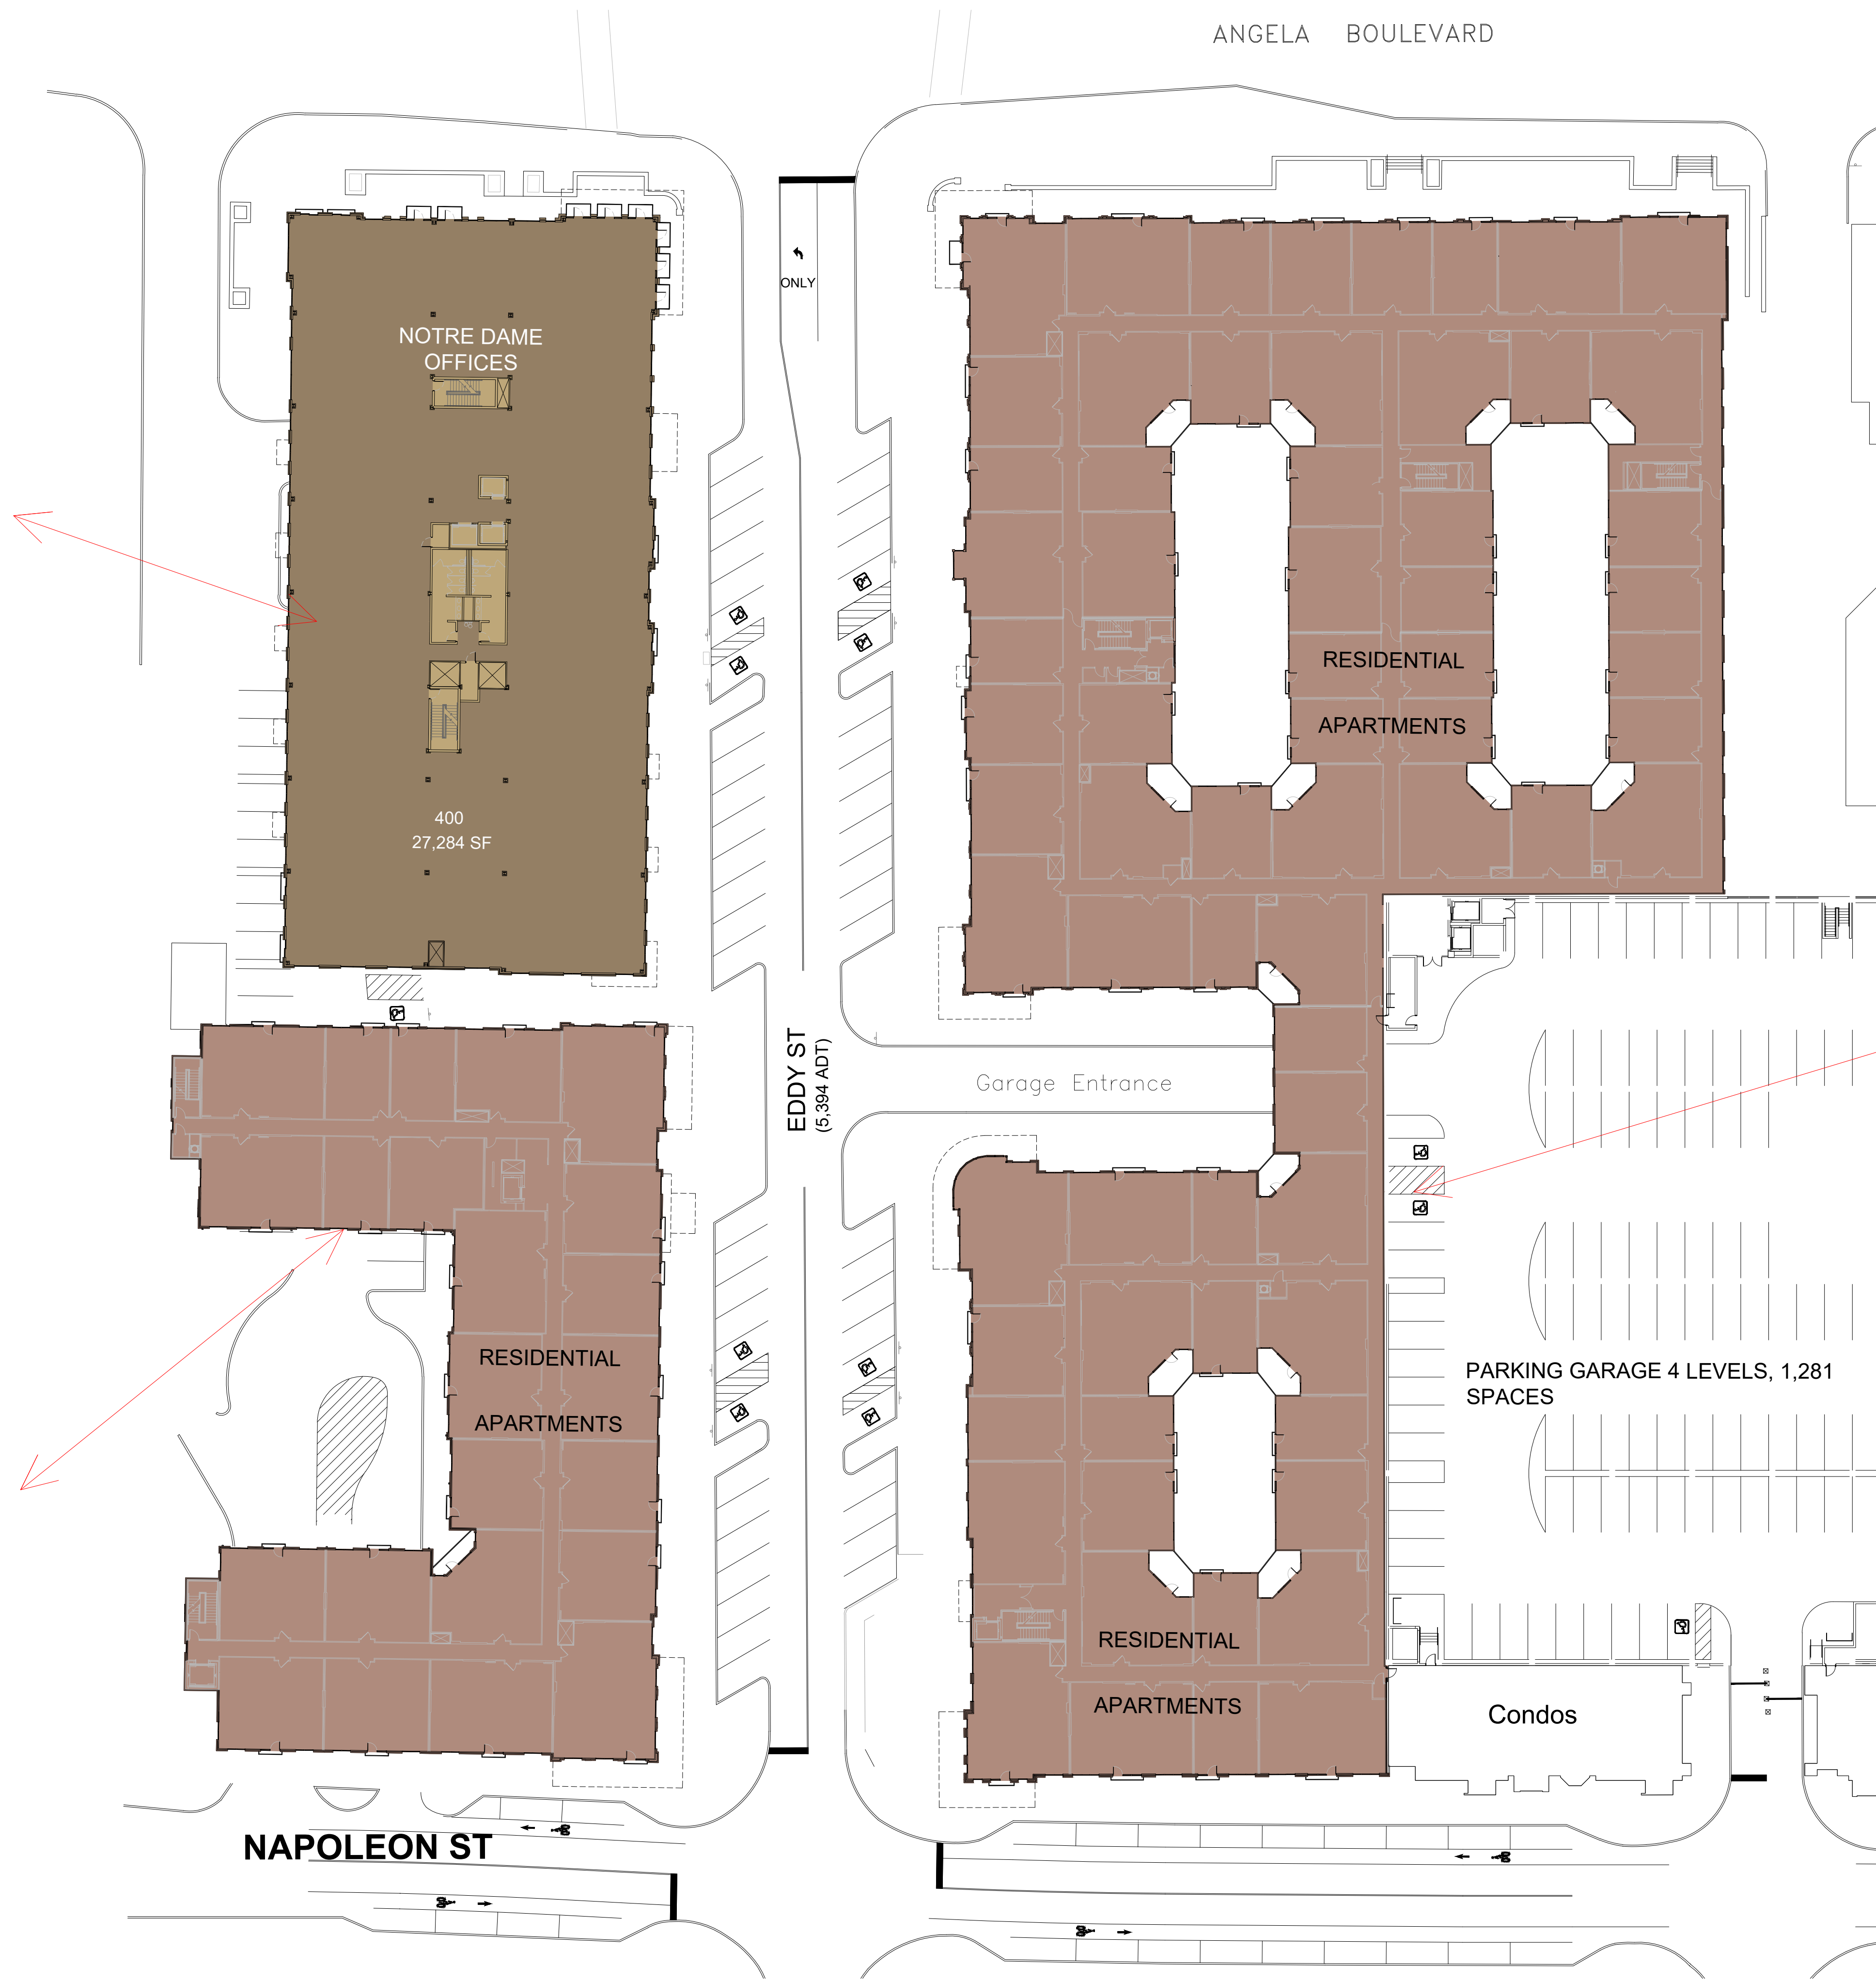 ANGELA BOULEVARD
ONLY
NOTRE DAME
OFFICES
RESIDENTIAL
APARTMENTS
400
27,284 SF
EDDY ST
(5,394 ADT)
Garage Entrance
RESIDENTIAL
APARTMENTS
PARKING GARAGE 4 LEVELS, 1,281
SPACES
RESIDENTIAL
APARTMENTS
Condos
NAPOLEON ST